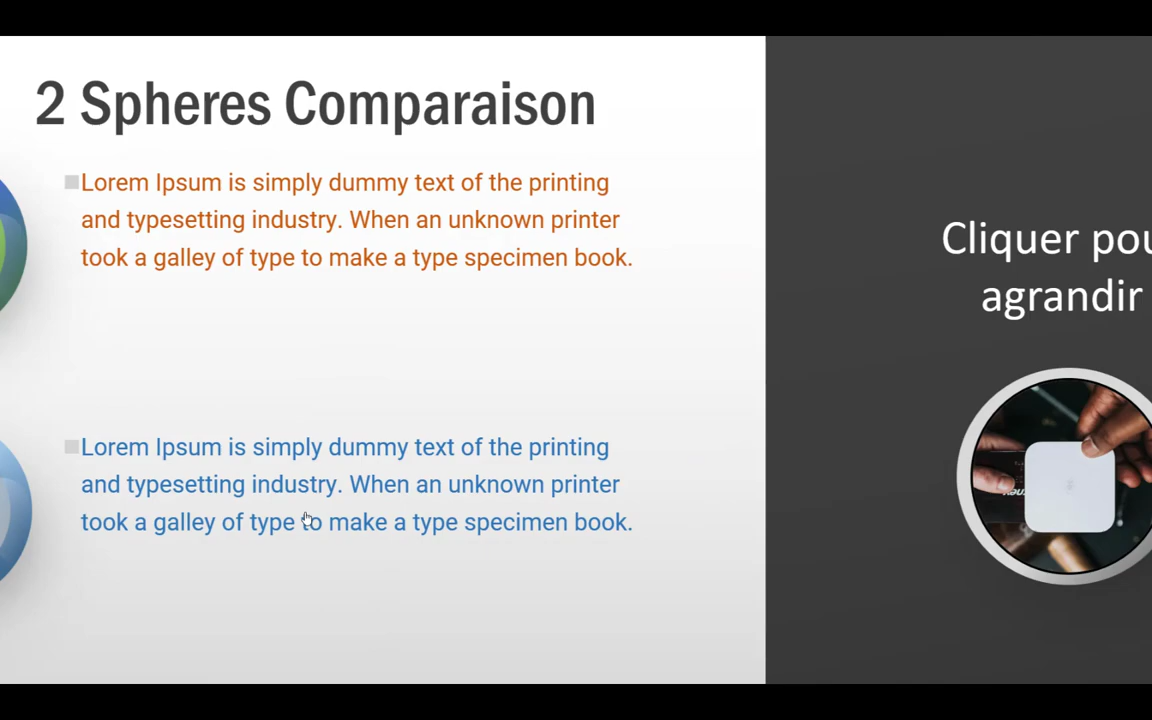 2 Spheres Comparaison
Lorem Ipsum is simply dummy text of the printing
and typesetting industry. When an unknown printer
took a galley of type to make a type specimen book.
Lorem Ipsum is simply dummy text of the printing
and typesetting industry. When an unknown printer
took a galley of type to make a type specimen book.
Cliquer pou
agrandir